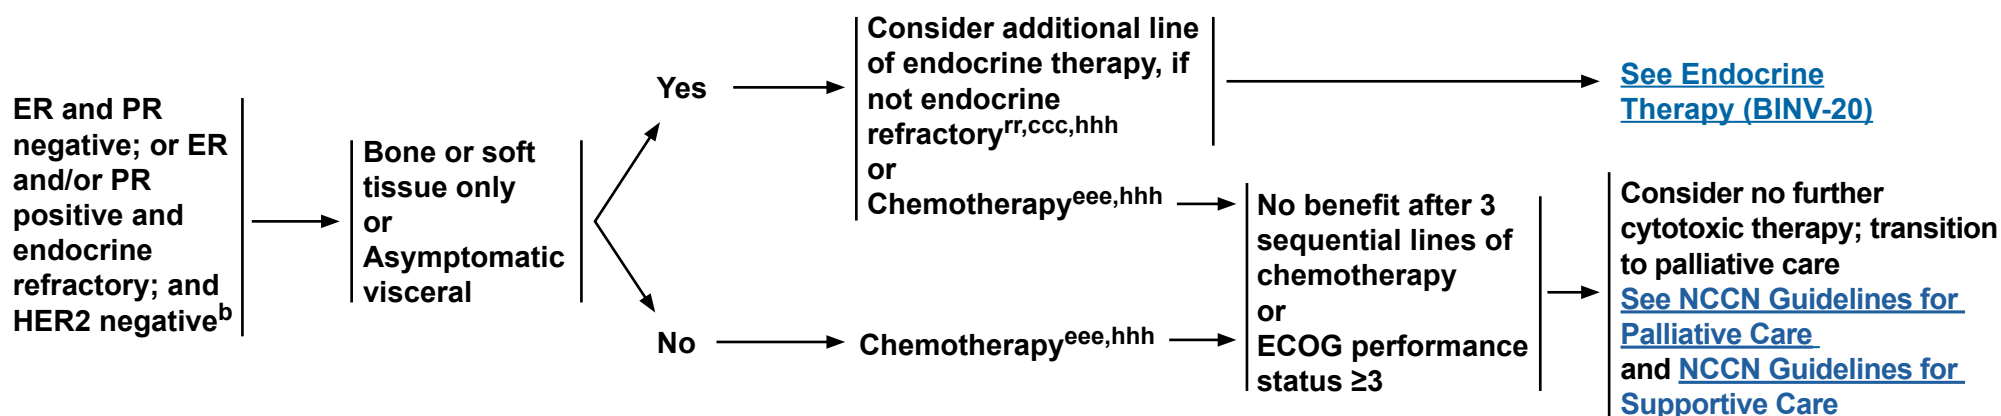 ER and PR
negative; or ER
and/or PR
positive and
endocrine
refractory; and
HER2 negativeb
Bone or soft
tissue only
or
Asymptomatic
visceral
Yes
Consider additional line
of endocrine therapy, if
not endocrine
refractoryrr,ccc,hhh
or
Chemotherapyeee,hhh
See Endocrine
Therapy (BINV-20)
No
Chemotherapyeee,hhh
No benefit after 3
sequential lines of
chemotherapy
or
ECOG performance
status ≥3
Consider no further
cytotoxic therapy; transition
to palliative care
See NCCN Guidelines for
Palliative Care
and NCCN Guidelines for
Supportive Care